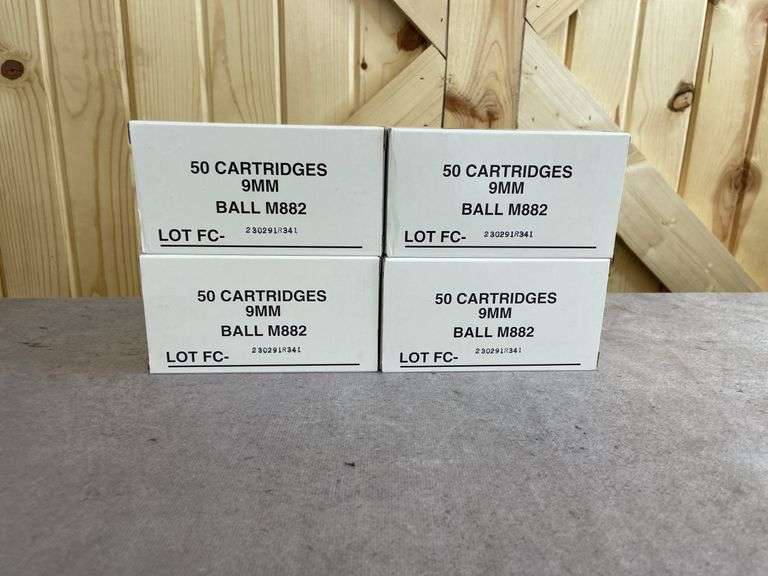 50 CARTRIDGES
9MM
BALL M882
LOT FC- 230291R341
50 CARTRIDGES
9MM
BALL M882
LOT FC- 230291R341
50 CARTRIDGES
9MM
BALL M882
LOT FC- 230291R341
50 CARTRIDGES
9MM
BALL M882
LOT FC- 230291R341